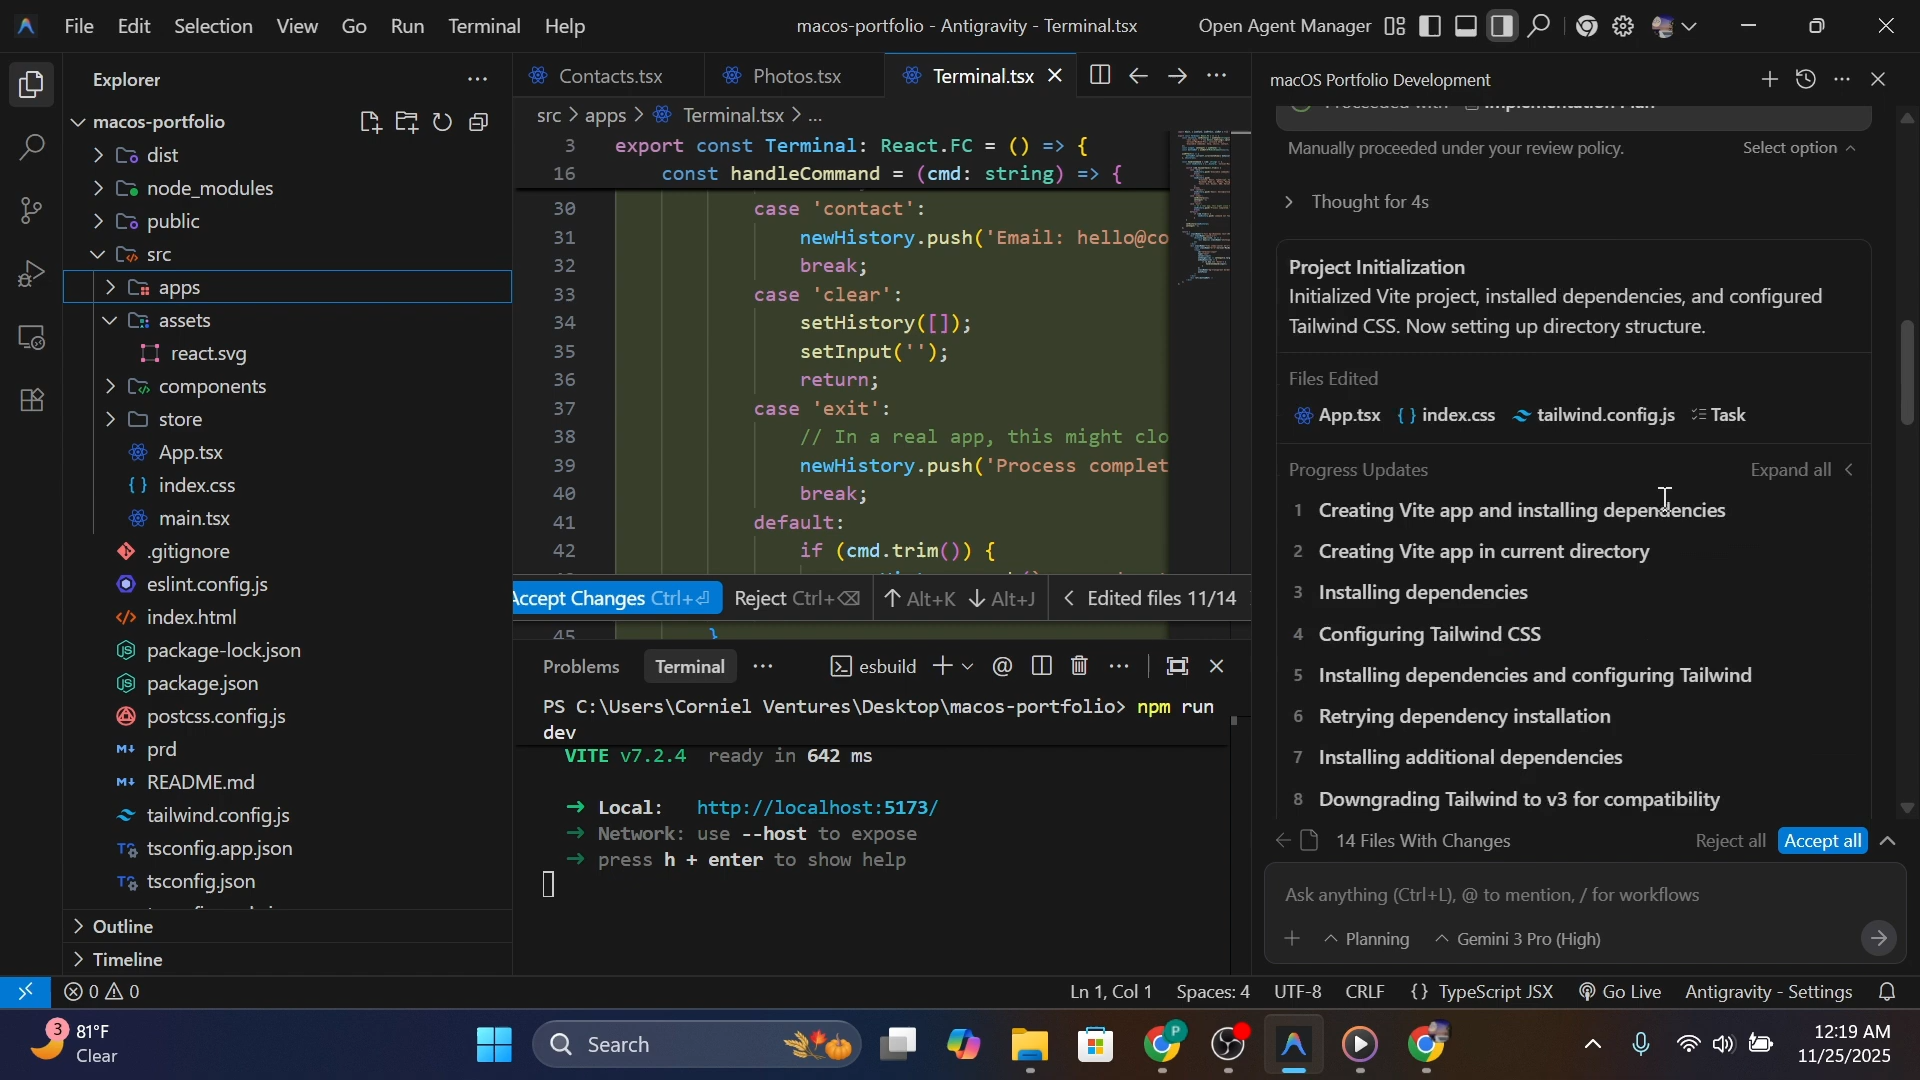 File Edit Selection View Go Run Terminal Help
macos-portfolio - Antigravity - Terminal.tsx
Open Agent Manager
Explorer
macos-portfolio
dist
node_modules
public
src
apps
assets
react.svg
components
store
App.tsx
index.css
main.tsx
.gitignore
eslint.config.js
index.html
package-lock.json
package.json
postcss.config.js
prd
README.md
tailwind.config.js
tsconfig.app.json
tsconfig.json
Outline
Timeline
Contacts.tsx Photos.tsx Terminal.tsx
src > apps > Terminal.tsx > ...
3 export const Terminal: React.FC = () => {
16 const handleCommand = (cmd: string) => {
30 case 'contact':
31 newHistory.push('Email: hello@co
32 break;
33 case 'clear':
34 setHistory([]);
35 setInput('');
36 return;
37 case 'exit':
38 // In a real app, this might clo
39 newHistory.push('Process complet
40 break;
41 default:
42 if (cmd.trim()) {
Accept Changes Ctrl+⏎ Reject Ctrl+⌫ ↑ Alt+K ↓ Alt+J < Edited files 11/14
45 }
Problems Terminal ... esbuild
PS C:\Users\Corniel Ventures\Desktop\macos-portfolio> npm run
dev
VITE v7.2.4 ready in 642 ms
➜ Local: http://localhost:5173/
➜ Network: use --host to expose
➜ press h + enter to show help
macOS Portfolio Development
Manually proceeded under your review policy. Select option
Thought for 4s
Project Initialization
Initialized Vite project, installed dependencies, and configured
Tailwind CSS. Now setting up directory structure.
Files Edited
App.tsx { } index.css tailwind.config.js Task
Progress Updates Expand all
1 Creating Vite app and installing dependencies
2 Creating Vite app in current directory
3 Installing dependencies
4 Configuring Tailwind CSS
5 Installing dependencies and configuring Tailwind
6 Retrying dependency installation
7 Installing additional dependencies
8 Downgrading Tailwind to v3 for compatibility
14 Files With Changes Reject all Accept all
Ask anything (Ctrl+L), @ to mention, / for workflows
Planning Gemini 3 Pro (High)
0 0 Ln 1, Col 1 Spaces: 4 UTF-8 CRLF {} TypeScript JSX Go Live Antigravity - Settings
3 81°F
Clear
Search
P
12:19 AM
11/25/2025